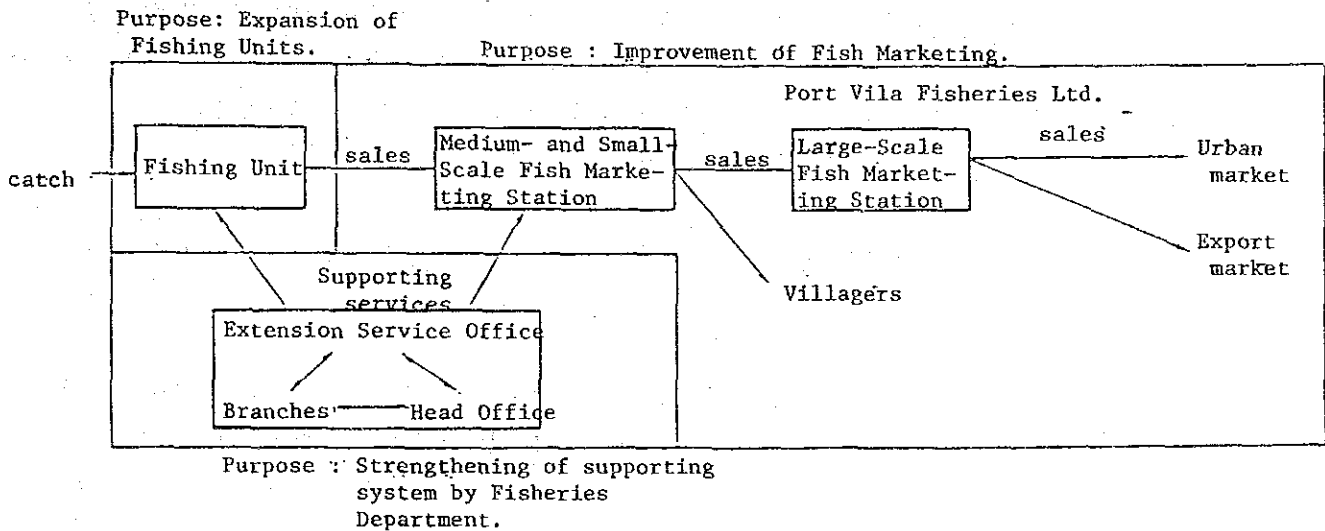 Purpose: Expansion of
Fishing Units.
Purpose : Improvement of Fish Marketing.
Port Vila Fisheries Ltd.
catch
Fishing Unit
sales
Medium- and Small-
Scale Fish Marke-
ting Station
sales
Large-Scale
Fish Market-
ing Station
sales
Urban
market
Export
market
Villagers
Supporting
services
Extension Service Office
Branches
Head Office
Purpose : Strengthening of supporting
system by Fisheries
Department.